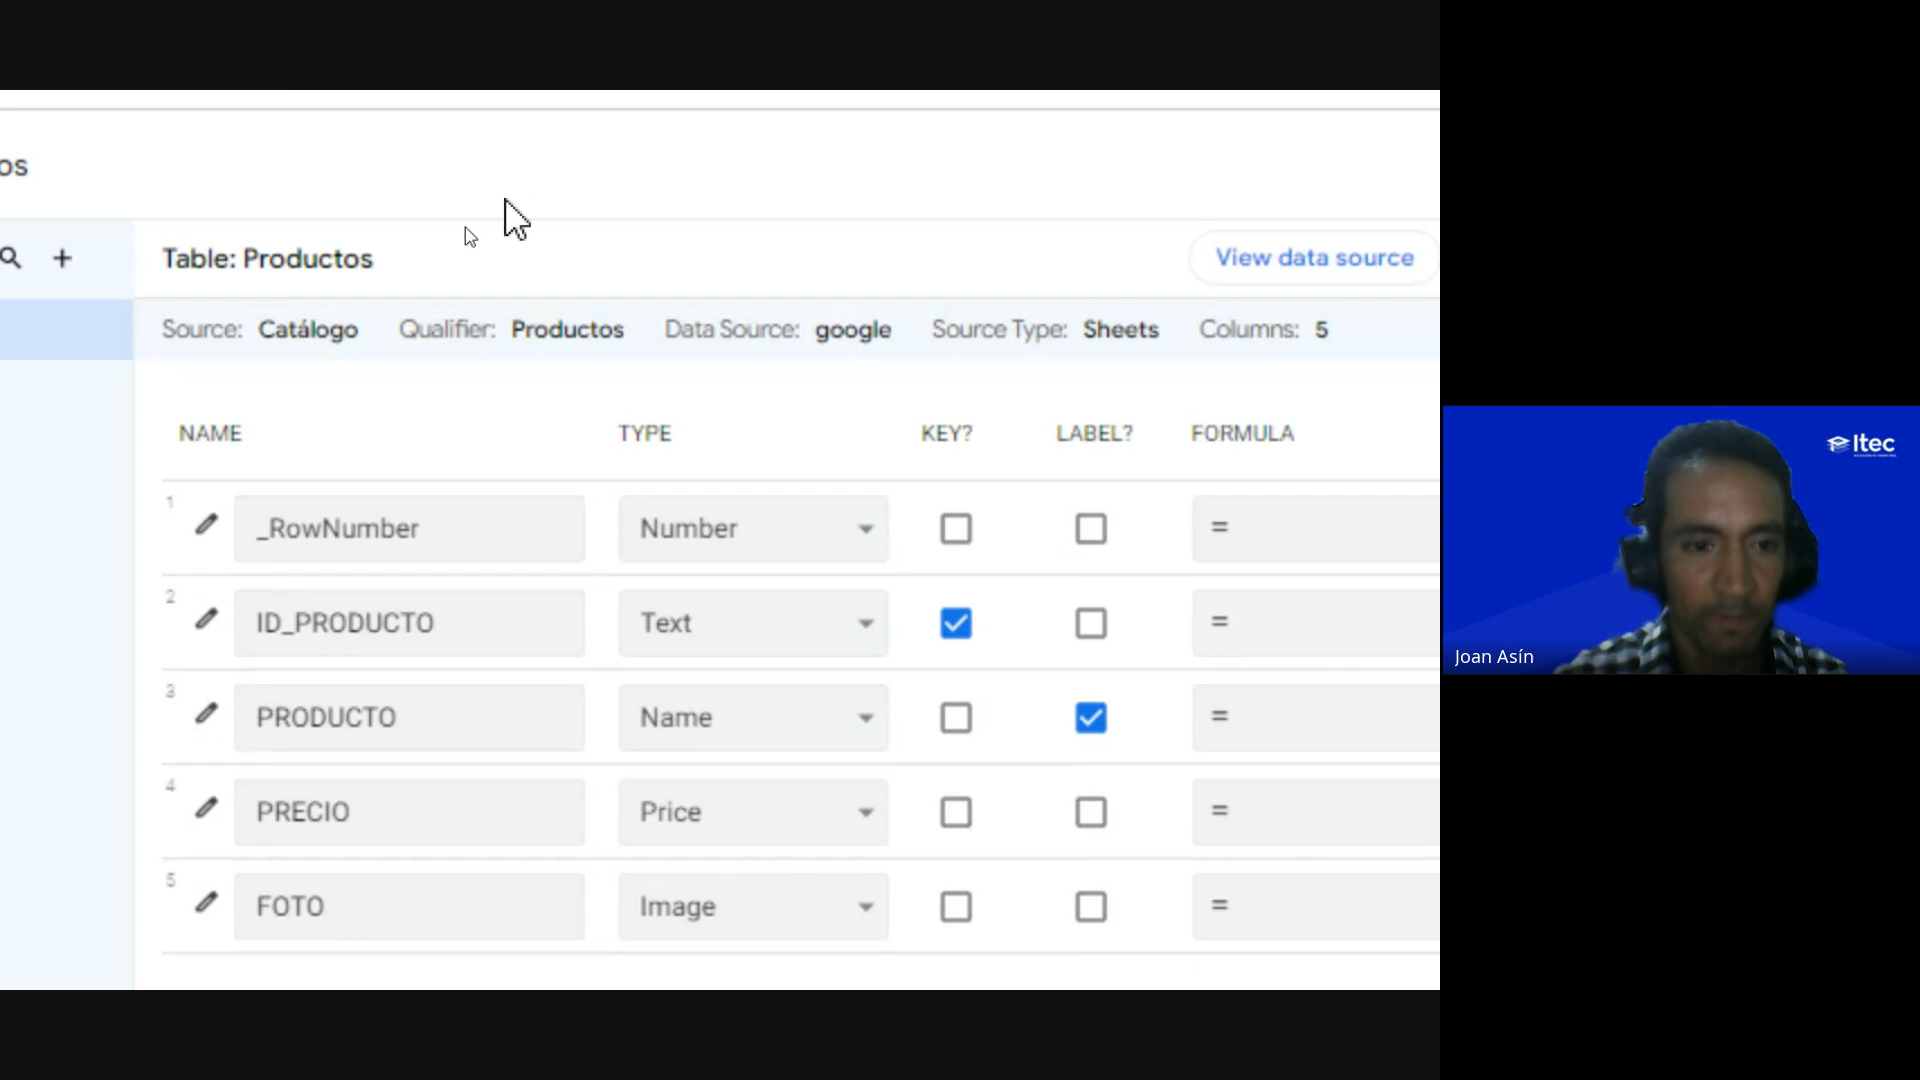 os
Table: Productos
View data source
Source: Catálogo Qualifier: Productos Data Source: google Source Type: Sheets Columns: 5
NAME TYPE KEY? LABEL? FORMULA
1 _RowNumber Number =
2 ID_PRODUCTO Text =
3 PRODUCTO Name =
4 PRECIO Price =
5 FOTO Image =
Itec
Joan Asín